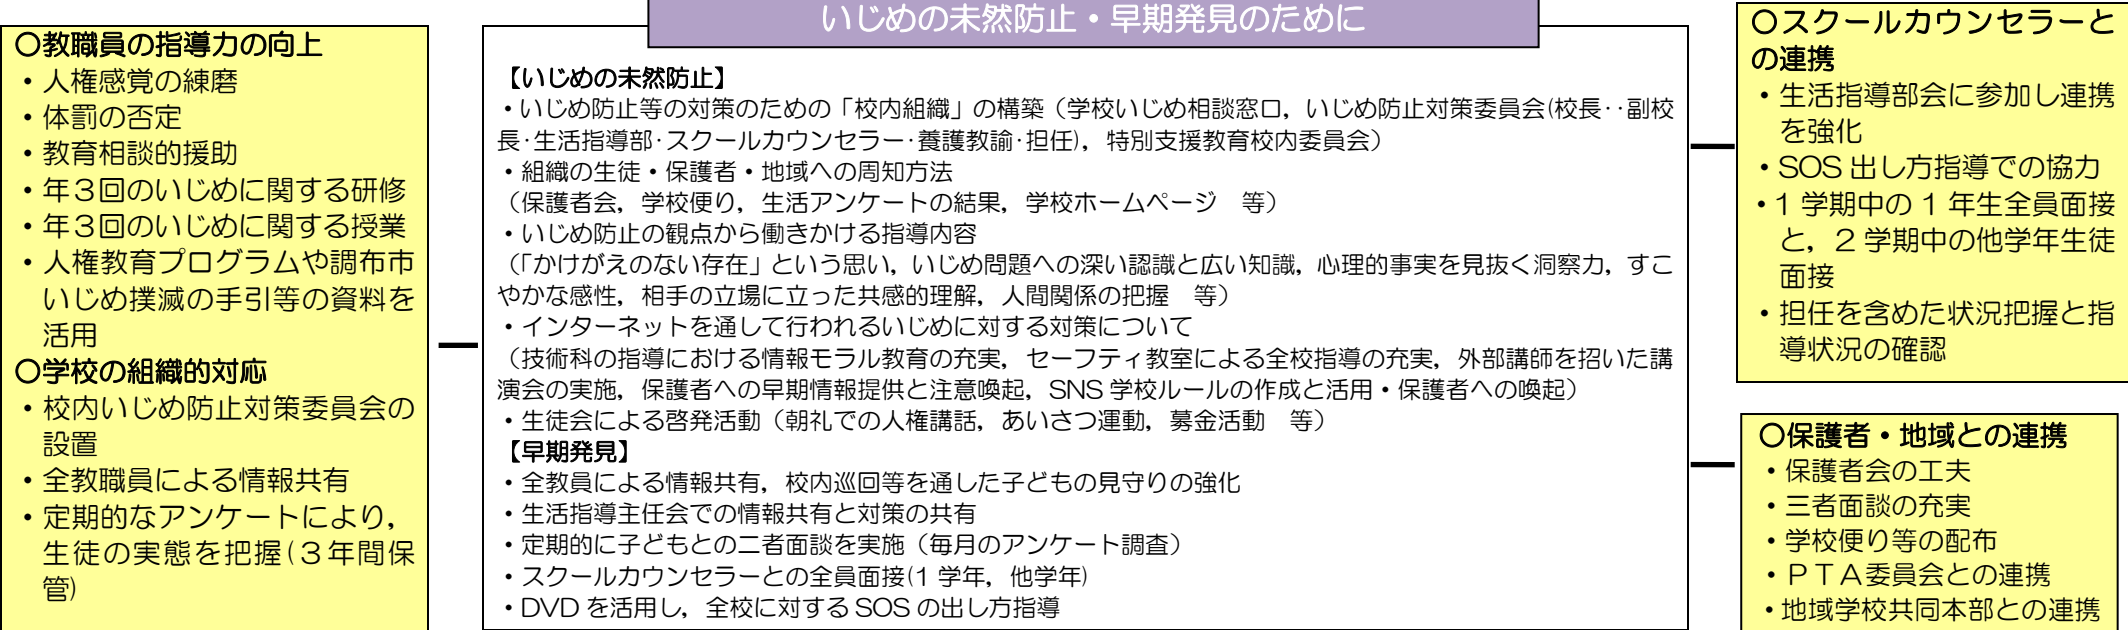 いじめの未然防止・早期発見のために
〇教職員の指導力の向上
・人権感覚の練磨
・体罰の否定
・教育相談的援助
・年３回のいじめに関する研修
・年３回のいじめに関する授業
・人権教育プログラムや調布市
いじめ撲滅の手引等の資料を
活用
〇学校の組織的対応
・校内いじめ防止対策委員会の
設置
・全教職員による情報共有
・定期的なアンケートにより，
生徒の実態を把握(３年間保
管)
【いじめの未然防止】
・いじめ防止等の対策のための「校内組織」の構築（学校いじめ相談窓口，いじめ防止対策委員会(校長･･副校
長･生活指導部･スクールカウンセラー･養護教諭･担任)，特別支援教育校内委員会）
・組織の生徒・保護者・地域への周知方法
（保護者会，学校便り，生活アンケートの結果，学校ホームページ　等）
・いじめ防止の観点から働きかける指導内容
（「かけがえのない存在」という思い，いじめ問題への深い認識と広い知識，心理的事実を見抜く洞察力，すこ
やかな感性，相手の立場に立った共感的理解，人間関係の把握　等）
・インターネットを通して行われるいじめに対する対策について
（技術科の指導における情報モラル教育の充実，セーフティ教室による全校指導の充実，外部講師を招いた講
演会の実施，保護者への早期情報提供と注意喚起，SNS 学校ルールの作成と活用・保護者への喚起）
・生徒会による啓発活動（朝礼での人権講話，あいさつ運動，募金活動　等）
【早期発見】
・全教員による情報共有，校内巡回等を通した子どもの見守りの強化
・生活指導主任会での情報共有と対策の共有
・定期的に子どもとの二者面談を実施（毎月のアンケート調査）
・スクールカウンセラーとの全員面接(1 学年，他学年)
・DVD を活用し，全校に対する SOS の出し方指導
〇スクールカウンセラーと
の連携
・生活指導部会に参加し連携
を強化
・SOS 出し方指導での協力
・1 学期中の 1 年生全員面接
と，2 学期中の他学年生徒
面接
・担任を含めた状況把握と指
導状況の確認
〇保護者・地域との連携
・保護者会の工夫
・三者面談の充実
・学校便り等の配布
・ＰＴＡ委員会との連携
・地域学校共同本部との連携